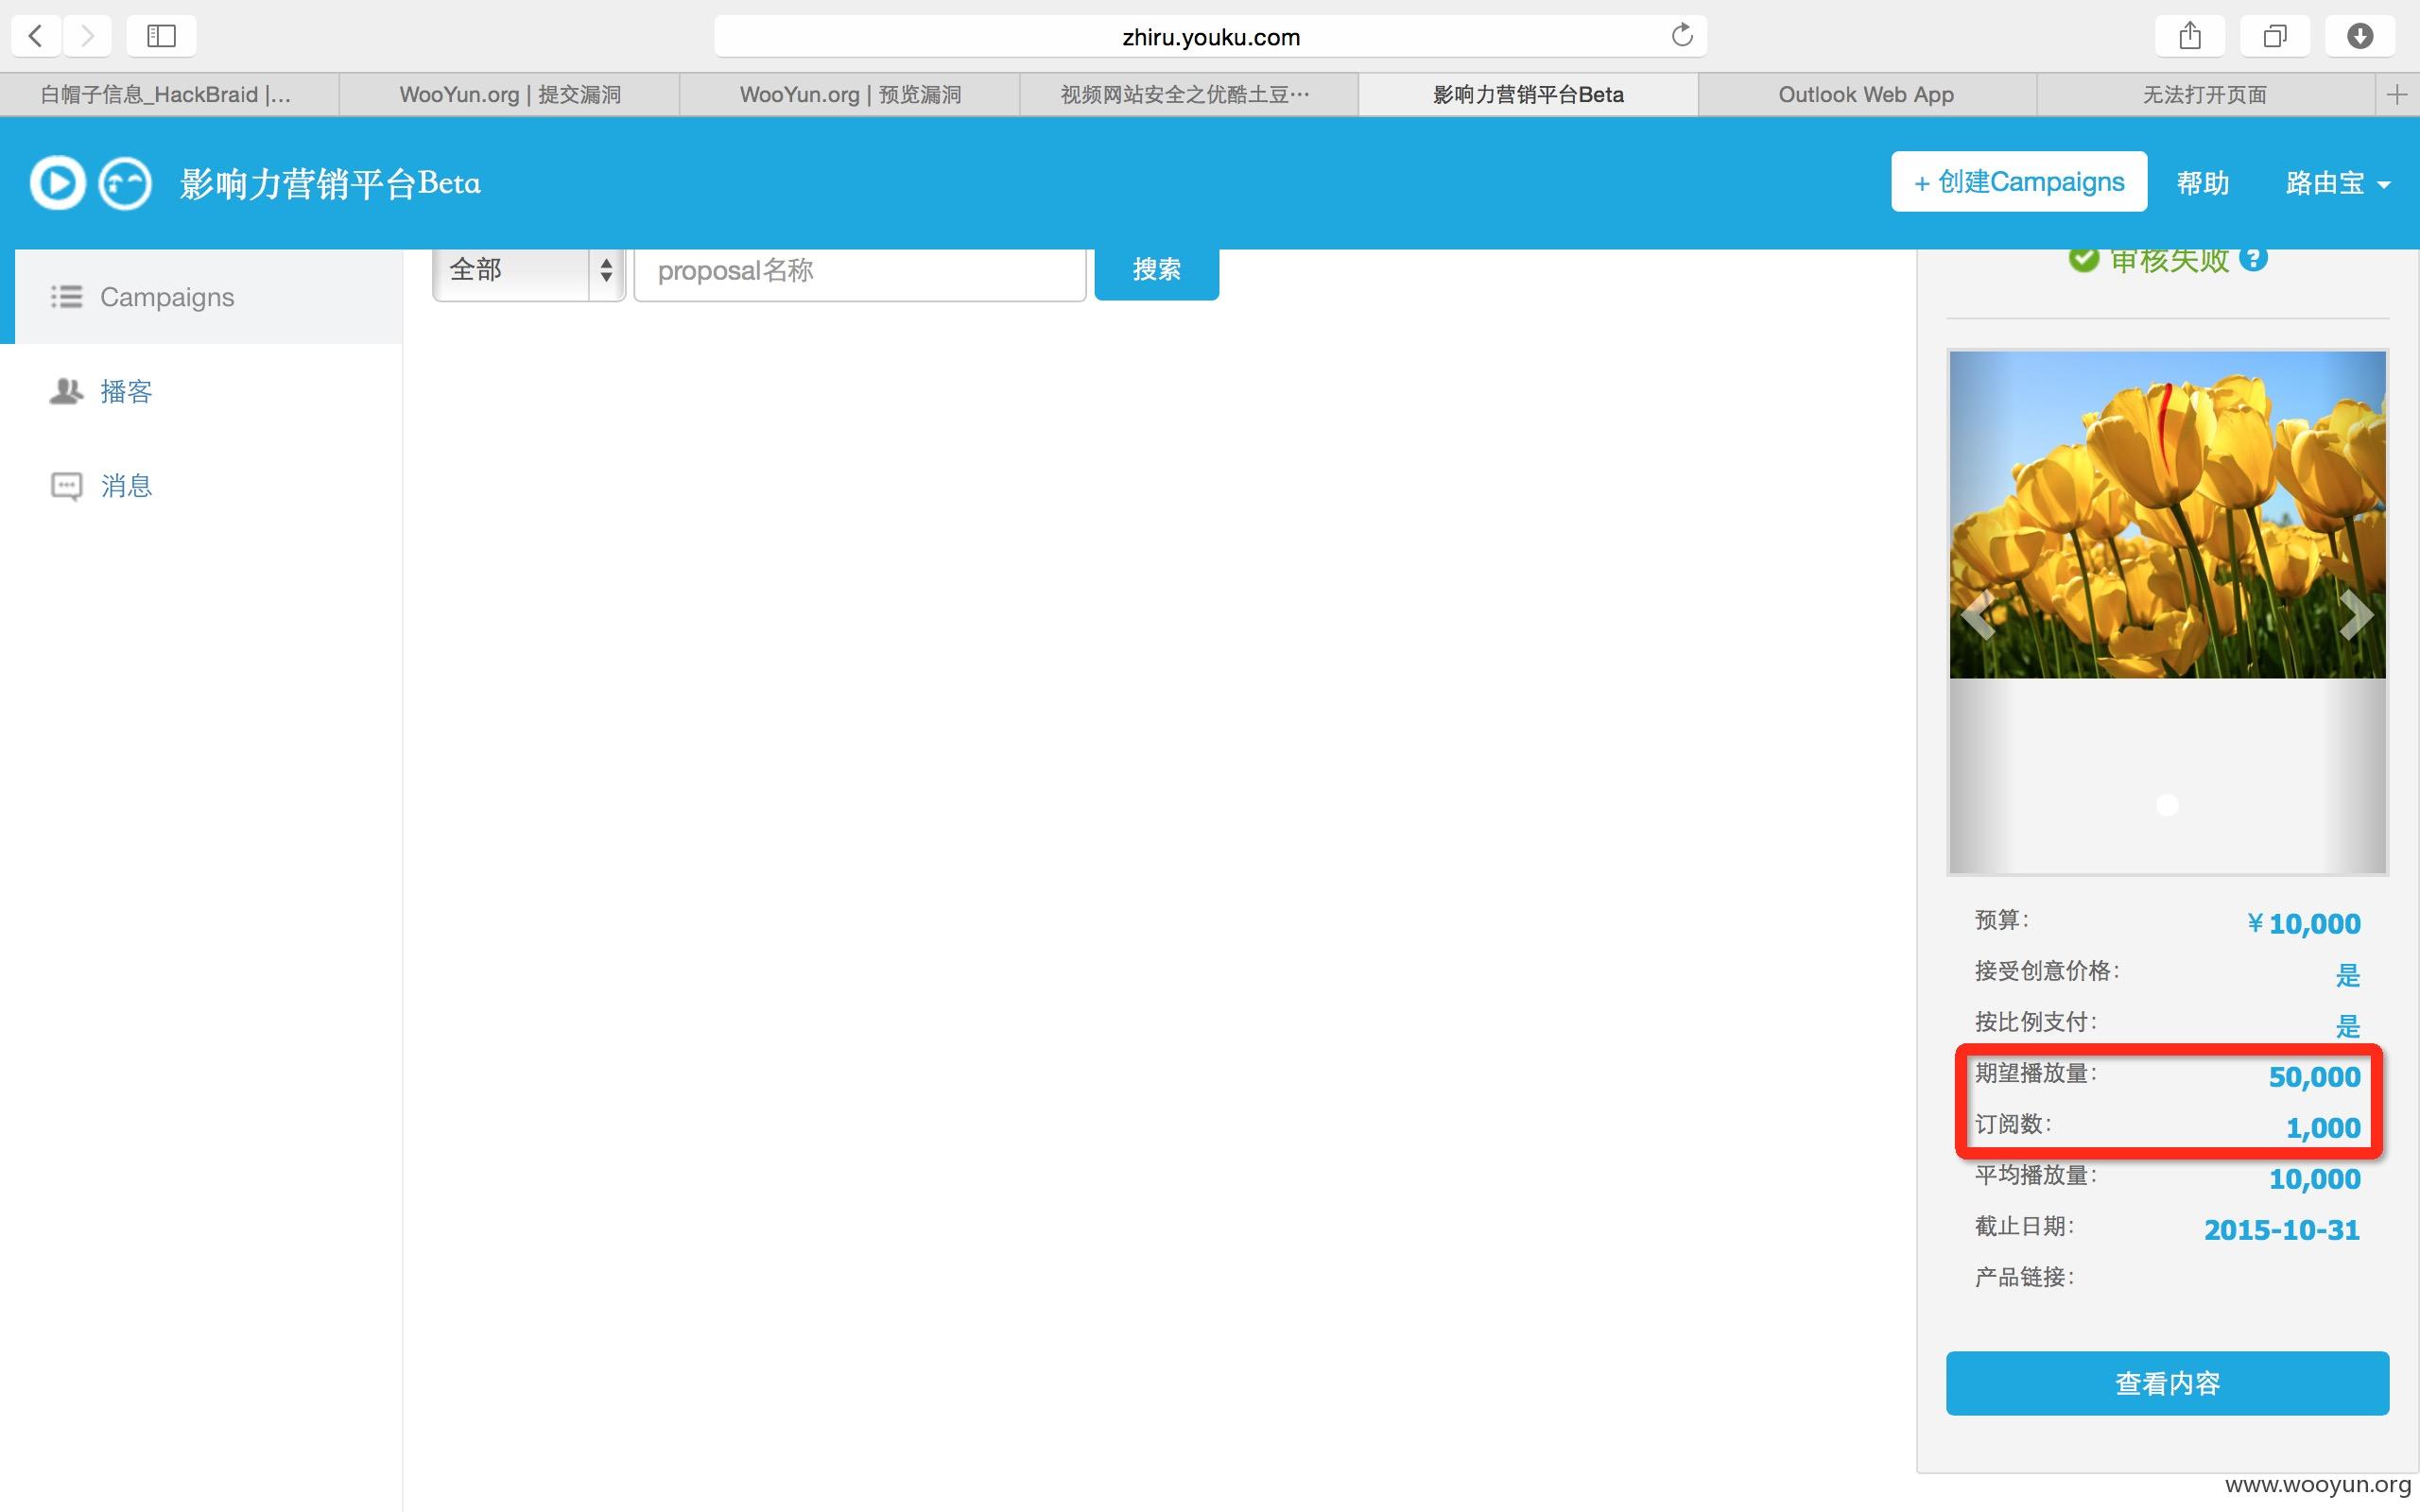 zhiru.youku.com
白帽子信息_HackBraid |...
WooYun.org | 提交漏洞
WooYun.org | 预览漏洞
视频网站安全之优酷土豆…
影响力营销平台Beta
Outlook Web App
无法打开页面
影响力营销平台Beta
+ 创建Campaigns
帮助
路由宝
Campaigns
播客
消息
全部
proposal名称
搜索
审核失败
预算：
¥ 10,000
接受创意价格：
是
按比例支付：
是
期望播放量：
50,000
订阅数：
1,000
平均播放量：
10,000
截止日期：
2015-10-31
产品链接：
查看内容
www.wooyun.org